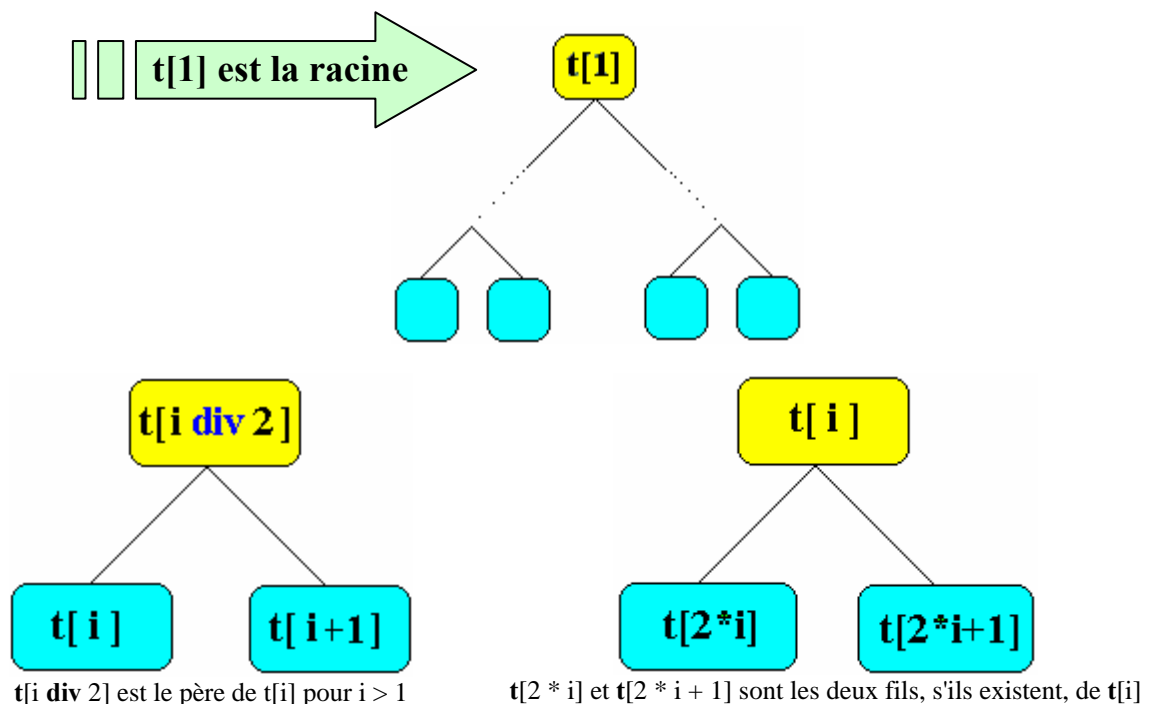 t[1] est la racine
t[1]
t[i div 2]
t[ i ]
t[ i ]
t[ i+1]
t[2*i]
t[2*i+1]
t[i div 2] est le père de t[i] pour i > 1
t[2 * i] et t[2 * i + 1] sont les deux fils, s'ils existent, de t[i]